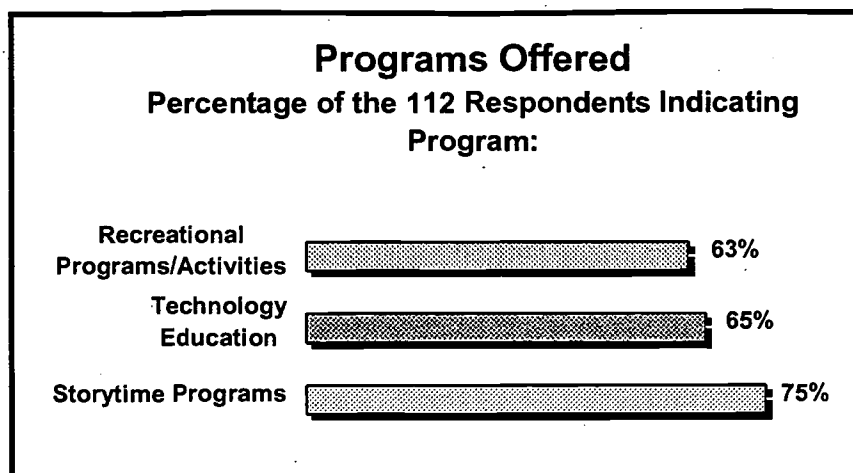 Programs Offered
Percentage of the 112 Respondents Indicating
Program:
Recreational
Programs/Activities
63%
Technology
Education
65%
Storytime Programs
75%